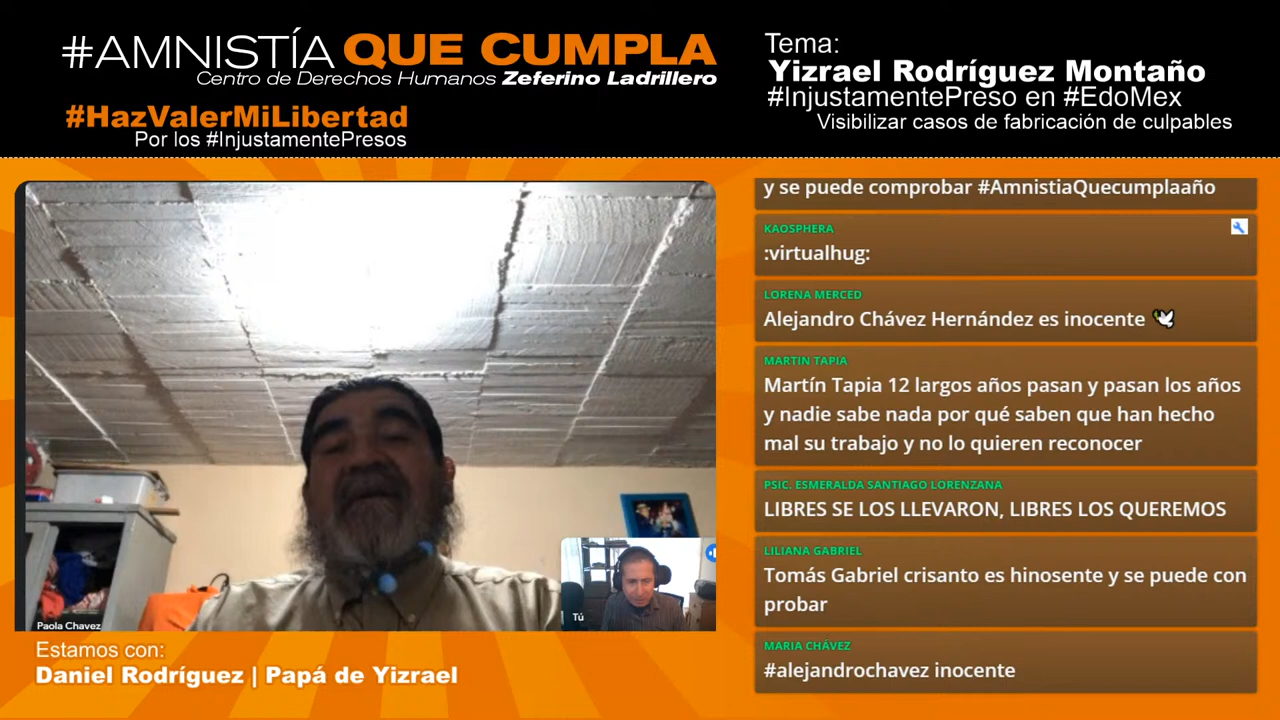 #AMNISTÍA QUE CUMPLA
Centro de Derechos Humanos Zeferino Ladrillero
#HazValerMiLibertad
Por los #InjustamentePresos
Tema:
Yizrael Rodríguez Montaño
#InjustamentePreso en #EdoMex
Visibilizar casos de fabricación de culpables
y se puede comprobar #AmnistiaQuecumplaaño
KAOSPHERA
:virtualhug:
LORENA MERCED
Alejandro Chávez Hernández es inocente
MARTIN TAPIA
Martín Tapia 12 largos años pasan y pasan los años
y nadie sabe nada por qué saben que han hecho
mal su trabajo y no lo quieren reconocer
PSIC. ESMERALDA SANTIAGO LORENZANA
LIBRES SE LOS LLEVARON, LIBRES LOS QUEREMOS
LILIANA GABRIEL
Tomás Gabriel crisanto es hinosente y se puede con
probar
MARIA CHÁVEZ
#alejandrochavez inocente
Paola Chavez
Tú
Estamos con:
Daniel Rodríguez | Papá de Yizrael